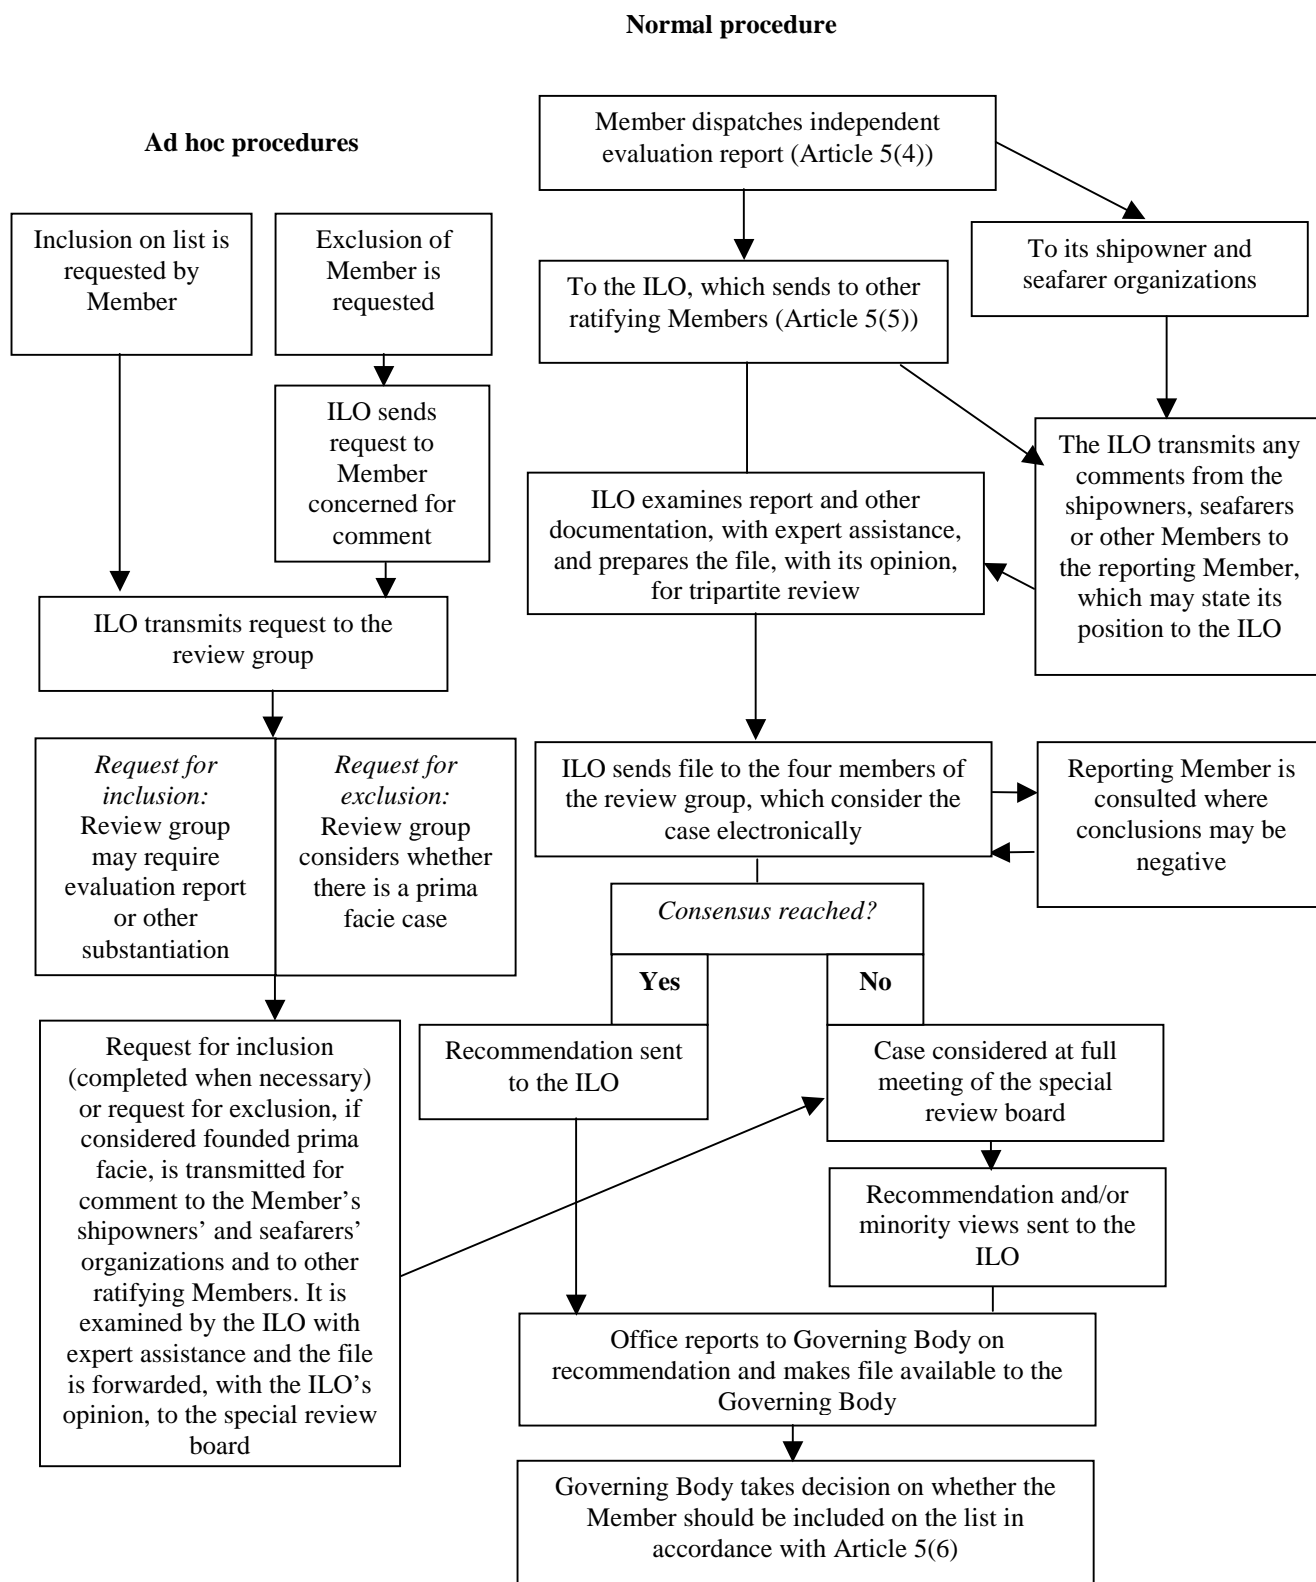 Normal procedure
Ad hoc procedures
Inclusion on list is
requested by
Member
Exclusion of
Member is
requested
ILO sends
request to
Member
concerned for
comment
ILO transmits request to the
review group
Request for
inclusion:
Review group
may require
evaluation report
or other
substantiation
Request for
exclusion:
Review group
considers whether
there is a prima
facie case
Request for inclusion
(completed when necessary)
or request for exclusion, if
considered founded prima
facie, is transmitted for
comment to the Member’s
shipowners’ and seafarers’
organizations and to other
ratifying Members. It is
examined by the ILO with
expert assistance and the file
is forwarded, with the ILO’s
opinion, to the special review
board
Member dispatches independent
evaluation report (Article 5(4))
To the ILO, which sends to other
ratifying Members (Article 5(5))
To its shipowner and
seafarer organizations
The ILO transmits any
comments from the
shipowners, seafarers
or other Members to
the reporting Member,
which may state its
position to the ILO
ILO examines report and other
documentation, with expert assistance,
and prepares the file, with its opinion,
for tripartite review
ILO sends file to the four members of
the review group, which consider the
case electronically
Reporting Member is
consulted where
conclusions may be
negative
Consensus reached?
Yes
No
Recommendation sent
to the ILO
Case considered at full
meeting of the special
review board
Recommendation and/or
minority views sent to the
ILO
Office reports to Governing Body on
recommendation and makes file available to the
Governing Body
Governing Body takes decision on whether the
Member should be included on the list in
accordance with Article 5(6)